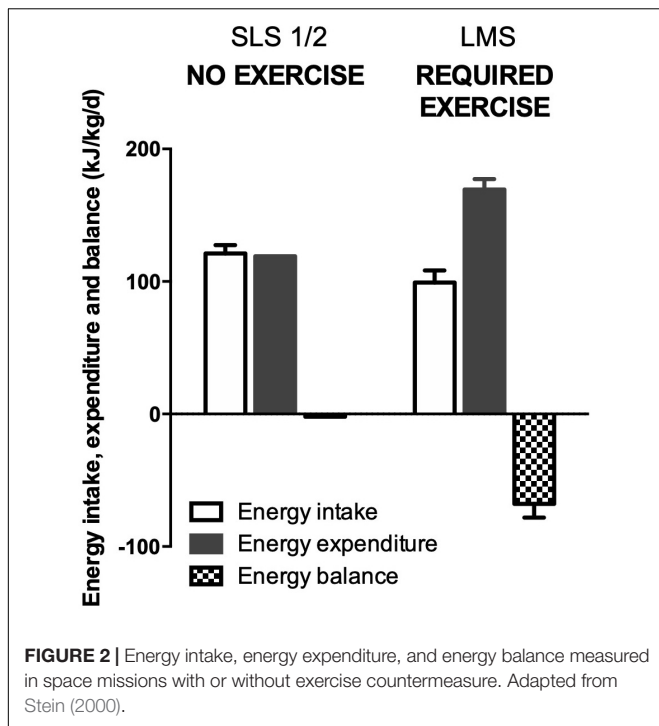 SLS 1/2
NO EXERCISE
LMS
REQUIRED
EXERCISE
Energy intake, expenditure and balance (kJ/kg/d)
200
100
0
-100
Energy intake
Energy expenditure
Energy balance
FIGURE 2 | Energy intake, energy expenditure, and energy balance measured
in space missions with or without exercise countermeasure. Adapted from
Stein (2000).